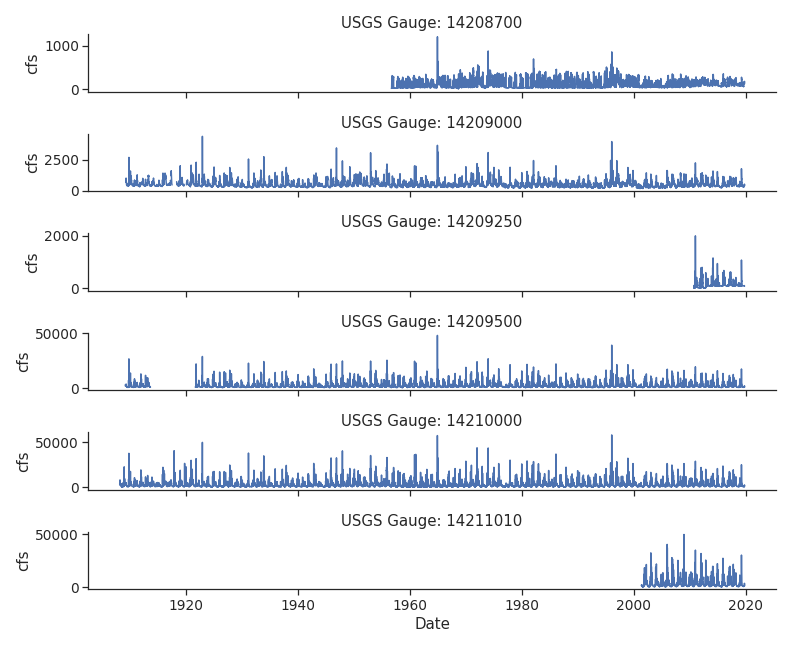 USGS Gauge: 14208700
1000
0
cfs
USGS Gauge: 14209000
2500
0
cfs
USGS Gauge: 14209250
2000
0
cfs
USGS Gauge: 14209500
50000
0
cfs
USGS Gauge: 14210000
50000
0
cfs
USGS Gauge: 14211010
50000
0
cfs
1920 1940 1960 1980 2000 2020
Date